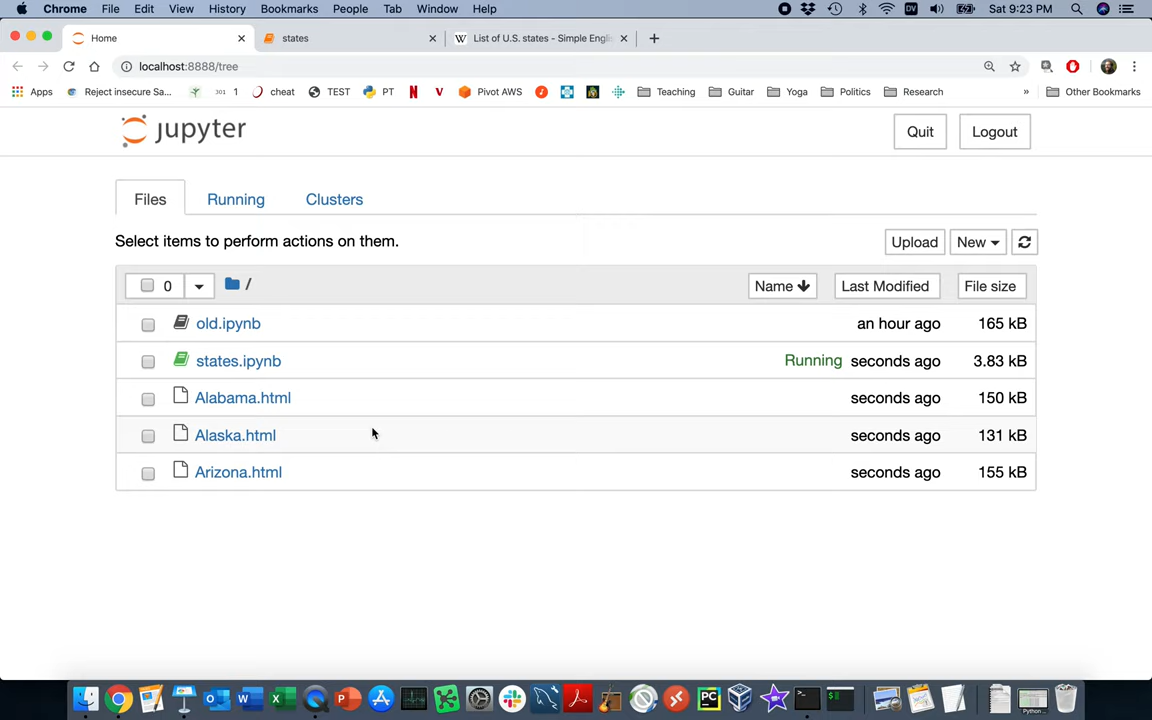 Chrome File Edit View History Bookmarks People Tab Window Help Sat 9:23 PM
Home states List of U.S. states - Simple Engli
localhost:8888/tree
Apps Reject insecure Sa... 301 1 cheat TEST PT Pivot AWS Teaching Guitar Yoga Politics Research » Other Bookmarks
jupyter Quit Logout
Files Running Clusters
Select items to perform actions on them. Upload New
0 / Name Last Modified File size
old.ipynb an hour ago 165 kB
states.ipynb Running seconds ago 3.83 kB
Alabama.html seconds ago 150 kB
Alaska.html seconds ago 131 kB
Arizona.html seconds ago 155 kB